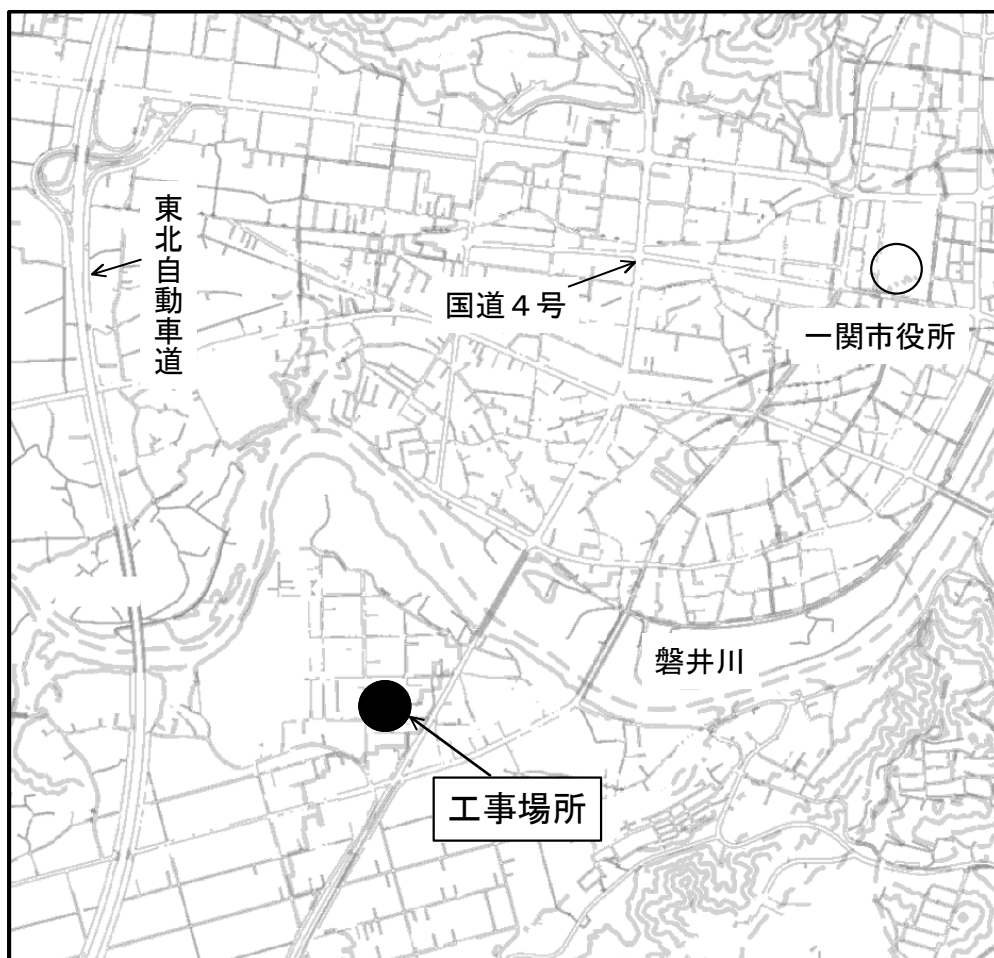 東北自動車道
国道４号
一関市役所
磐井川
工事場所